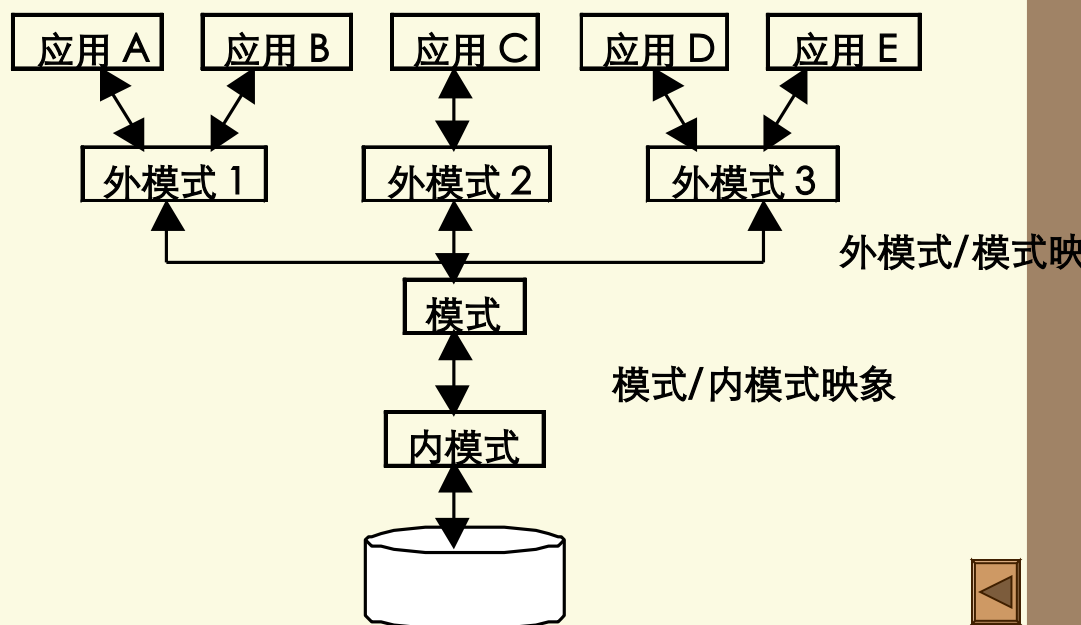 应用 A
应用 B
应用 C
应用 D
应用 E
外模式 1
外模式 2
外模式 3
外模式/模式映
模式
模式/内模式映象
内模式